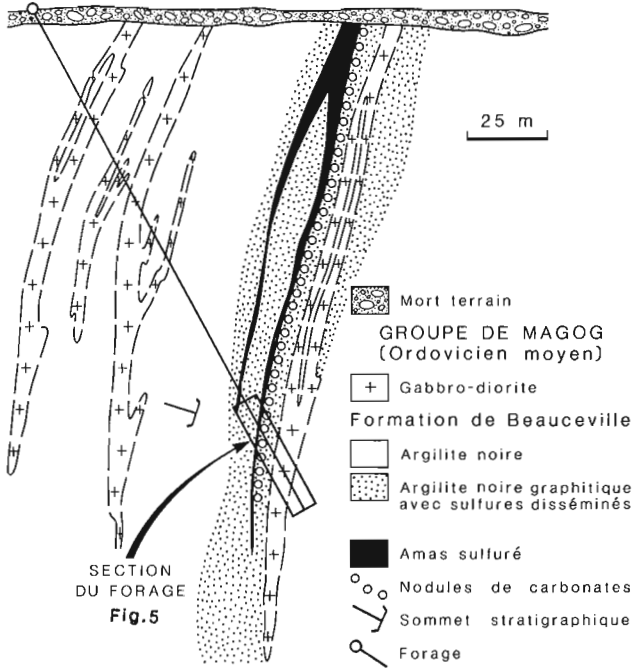 25 m
Mort terrain
GROUPE DE MAGOG
(Ordovicien moyen)
Gabbro-diorite
Formation de Beauceville
Argilite noire
Argilite noire graphitique
avec sulfures disséminés
Amas sulfuré
Nodules de carbonates
Sommet stratigraphique
Forage
SECTION
DU FORAGE
Fig.5